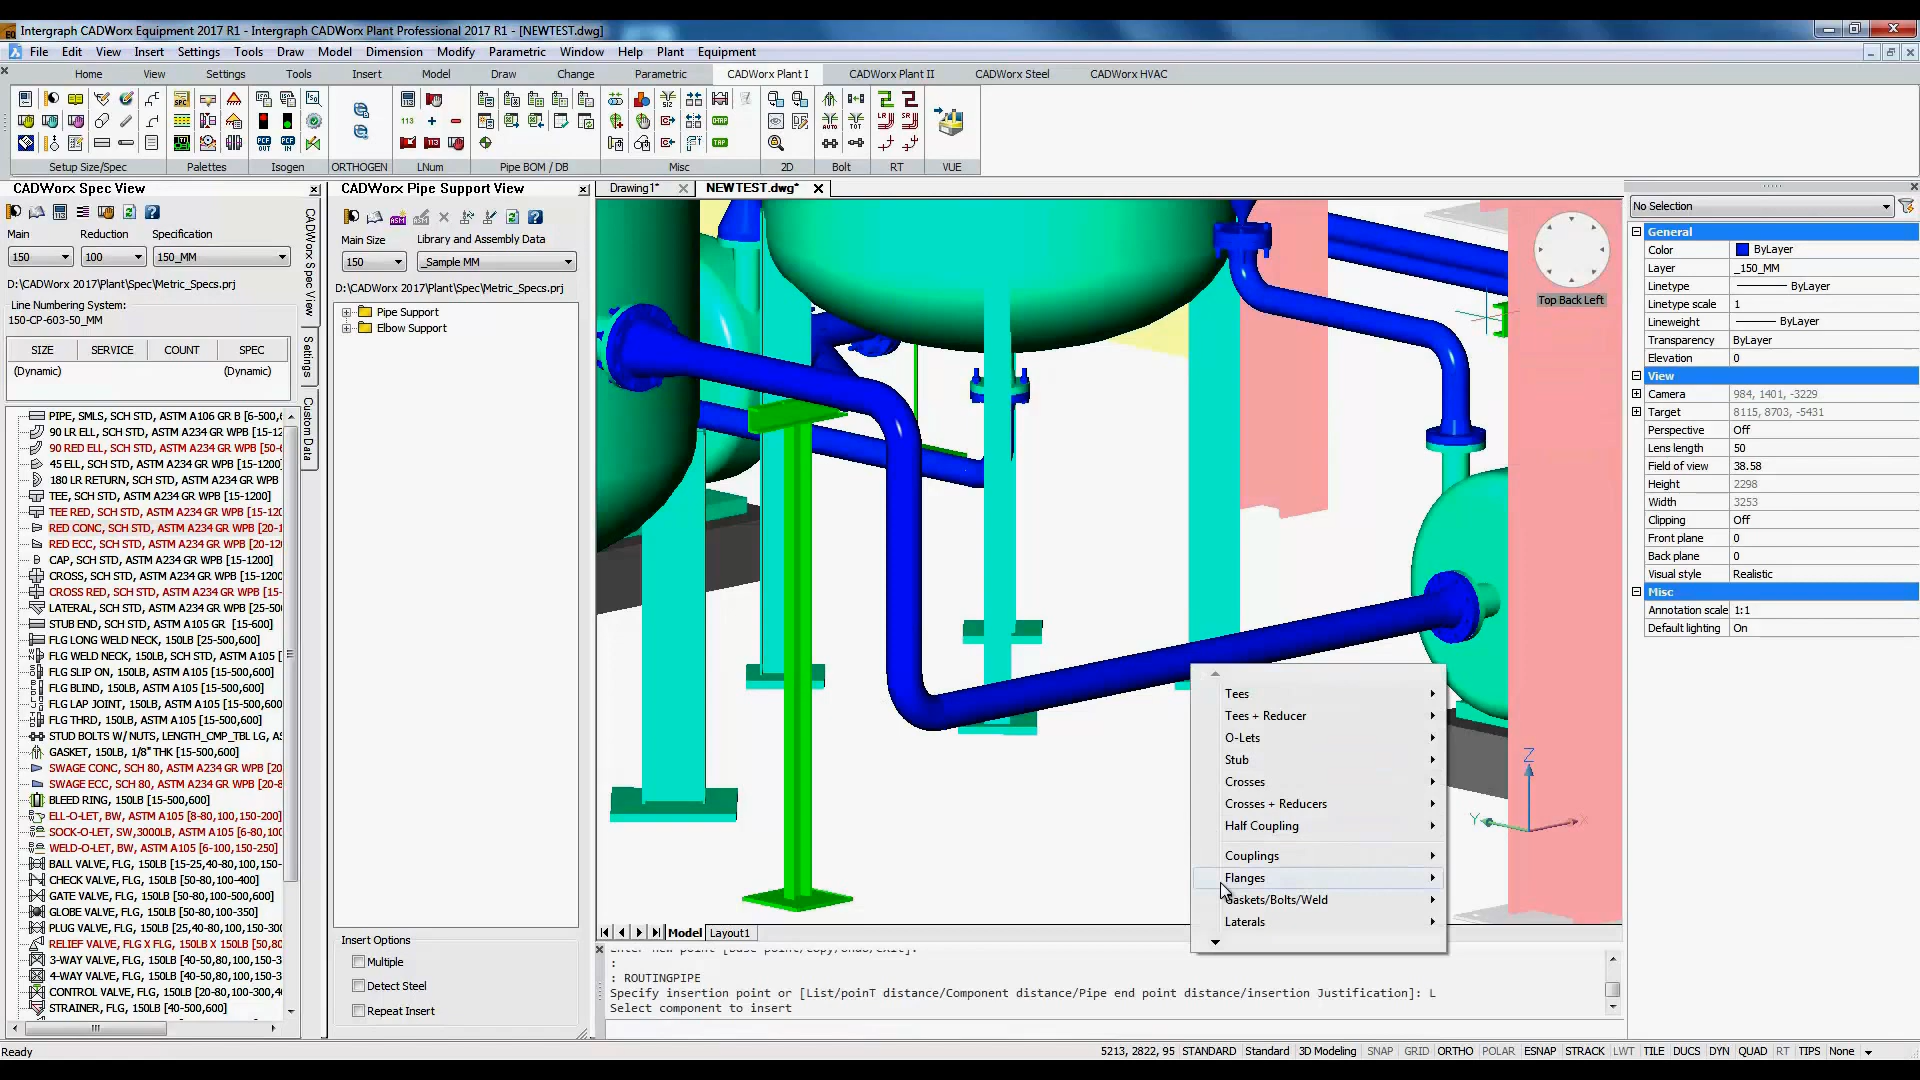 Intergraph CADWorx Equipment 2017 R1 - Intergraph CADWorx Plant Professional 2017 R1 - [NEWTEST.dwg]
File Edit View Insert Settings Tools Draw Model Dimension Modify Parametric Window Help Plant Equipment
Home View Settings Tools Insert Model Draw Change Parametric CADWorx Plant I CADWorx Plant II CADWorx Steel CADWorx HVAC
Setup Size/Spec Palettes Isogen ORTHOGEN LNum Pipe BOM / DB Misc 2D Bolt RT VUE
CADWorx Spec View
Main Reduction Specification
150 100 150_MM
D:\CADWorx 2017\Plant\Spec\Metric_Specs.prj
Line Numbering System:
150-CP-603-50_MM
SIZE SERVICE COUNT SPEC
(Dynamic) (Dynamic)
PIPE, SMLS, SCH STD, ASTM A106 GR B [6-500,6
90 LR ELL, SCH STD, ASTM A234 GR WPB [15-12
90 RED ELL, SCH STD, ASTM A234 GR WPB [50-6
45 ELL, SCH STD, ASTM A234 GR WPB [15-1200]
180 LR RETURN, SCH STD, ASTM A234 GR WPB
TEE, SCH STD, ASTM A234 GR WPB [15-1200]
TEE RED, SCH STD, ASTM A234 GR WPB [15-120
RED CONC, SCH STD, ASTM A234 GR WPB [20-1
RED ECC, SCH STD, ASTM A234 GR WPB [20-12
CAP, SCH STD, ASTM A234 GR WPB [15-1200]
CROSS, SCH STD, ASTM A234 GR WPB [15-1200
CROSS RED, SCH STD, ASTM A234 GR WPB [15-
LATERAL, SCH STD, ASTM A234 GR WPB [25-50
STUB END, SCH STD, ASTM A105 GR [15-600]
FLG LONG WELD NECK, 150LB [25-500,600]
FLG WELD NECK, 150LB, SCH STD, ASTM A105 [
FLG SLIP ON, 150LB, ASTM A105 [15-500,600]
FLG BLIND, 150LB, ASTM A105 [15-500,600]
FLG LAP JOINT, 150LB, ASTM A105 [15-500,600]
FLG THRD, 150LB, ASTM A105 [15-500,600]
STUD BOLTS W/ NUTS, LENGTH_CMP_TBL LG, AS
GASKET, 150LB, 1/8" THK [15-500,600]
SWAGE CONC, SCH 80, ASTM A234 GR WPB [20
SWAGE ECC, SCH 80, ASTM A234 GR WPB [20-8
BLEED RING, 150LB [15-500,600]
ELL-O-LET, BW, ASTM A105 [8-80,100,150-200]
SOCK-O-LET, SW,3000LB, ASTM A105 [6-80,100
WELD-O-LET, BW, ASTM A105 [6-100,150-250]
BALL VALVE, FLG, 150LB [15-25,40-80,100,150-
CHECK VALVE, FLG, 150LB [50-80,100-400]
GATE VALVE, FLG, 150LB [50-80,100-600]
GLOBE VALVE, FLG, 150LB [50-80,100-350]
PLUG VALVE, FLG, 150LB [25,40-80,100-600]
RELIEF VALVE, FLG X FLG, 150LB X 150LB [50,80
3-WAY VALVE, FLG, 150LB [40-50,80,100,150-3
4-WAY VALVE, FLG, 150LB [40-50,80,100,150-3
CONTROL VALVE, FLG, 150LB [20-80,100-300,4
STRAINER, FLG, 150LB [40-500,600]
CADWorx Spec View
Settings
Custom Data
CADWorx Pipe Support View
Main Size Library and Assembly Data
150 _Sample MM
D:\CADWorx 2017\Plant\Spec\Metric_Specs.prj
Pipe Support
Elbow Support
Insert Options
Multiple
Detect Steel
Repeat Insert
Drawing1* NEWTEST.dwg*
Top Back Left
Z
Y X
Tees
Tees + Reducer
O-Lets
Stub
Crosses
Crosses + Reducers
Half Coupling
Couplings
Flanges
Gaskets/Bolts/Weld
Laterals
Model Layout1
Enter new point [Base point/Copy/Undo/Exit]:
:
: ROUTINGPIPE
Specify insertion point or [List/poinT distance/Component distance/Pipe end point distance/insertion Justification]: L
Select component to insert
No Selection
General
Color ByLayer
Layer _150_MM
Linetype ByLayer
Linetype scale 1
Lineweight ByLayer
Transparency ByLayer
Elevation 0
View
Camera 984, 1401, -3229
Target 8115, 8703, -5431
Perspective Off
Lens length 50
Field of view 38.58
Height 2298
Width 3253
Clipping Off
Front plane 0
Back plane 0
Visual style Realistic
Misc
Annotation scale 1:1
Default lighting On
Ready 5213, 2822, 95 STANDARD Standard 3D Modeling SNAP GRID ORTHO POLAR ESNAP STRACK LWT TILE DUCS DYN QUAD RT TIPS None